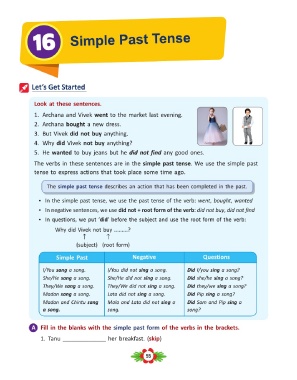 16
Simple Past Tense
Let's Get Started
Look at these sentences.
1. Archana and Vivek went to the market last evening.
2. Archana bought a new dress.
3. But Vivek did not buy anything.
4. Why did Vivek not buy anything?
5. He wanted to buy jeans but he did not find any good ones.
The verbs in these sentences are in the simple past tense. We use the simple past
tense to express actions that took place some time ago.
The simple past tense describes an action that has been completed in the past.
• In the simple past tense, we use the past tense of the verb: went, bought, wanted
• In negative sentences, we use did not + root form of the verb: did not buy, did not find
• In questions, we put 'did' before the subject and use the root form of the verb:
Why did Vivek not buy ..........?
↑ ↑
(subject) (root form)
Simple Past Negative Questions
I/You sang a song. I/You did not sing a song. Did I/you sing a song?
She/He sang a song. She/He did not sing a song. Did she/he sing a song?
They/We sang a song. They/We did not sing a song. Did they/we sing a song?
Madan sang a song. Lata did not sing a song. Did Pip sing a song?
Madan and Chintu sang Mala and Lata did not sing a Did Sam and Pip sing a
a song. song. song?
A Fill in the blanks with the simple past form of the verbs in the brackets.
1. Tanu ______________ her breakfast. (skip)